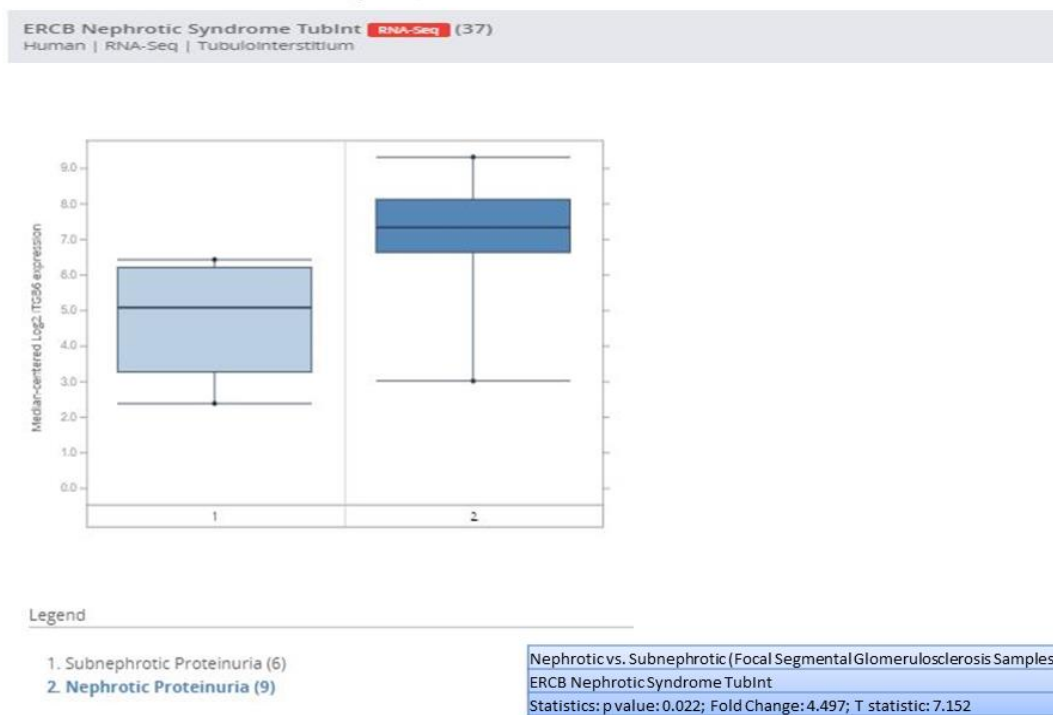 ERCB Nephrotic Syndrome TubInt RNA-Seq (37)
Human | RNA-Seq | TubuloInterstitium
Median-centered Log2 ITGB6 expression
9.0
8.0
7.0
6.0
5.0
4.0
3.0
2.0
1.0
0.0
1 2
Legend
1. Subnephrotic Proteinuria (6)
2. Nephrotic Proteinuria (9)
Nephrotic vs. Subnephrotic (Focal Segmental Glomerulosclerosis Samples
ERCB Nephrotic Syndrome TubInt
Statistics: p value: 0.022; Fold Change: 4.497; T statistic: 7.152